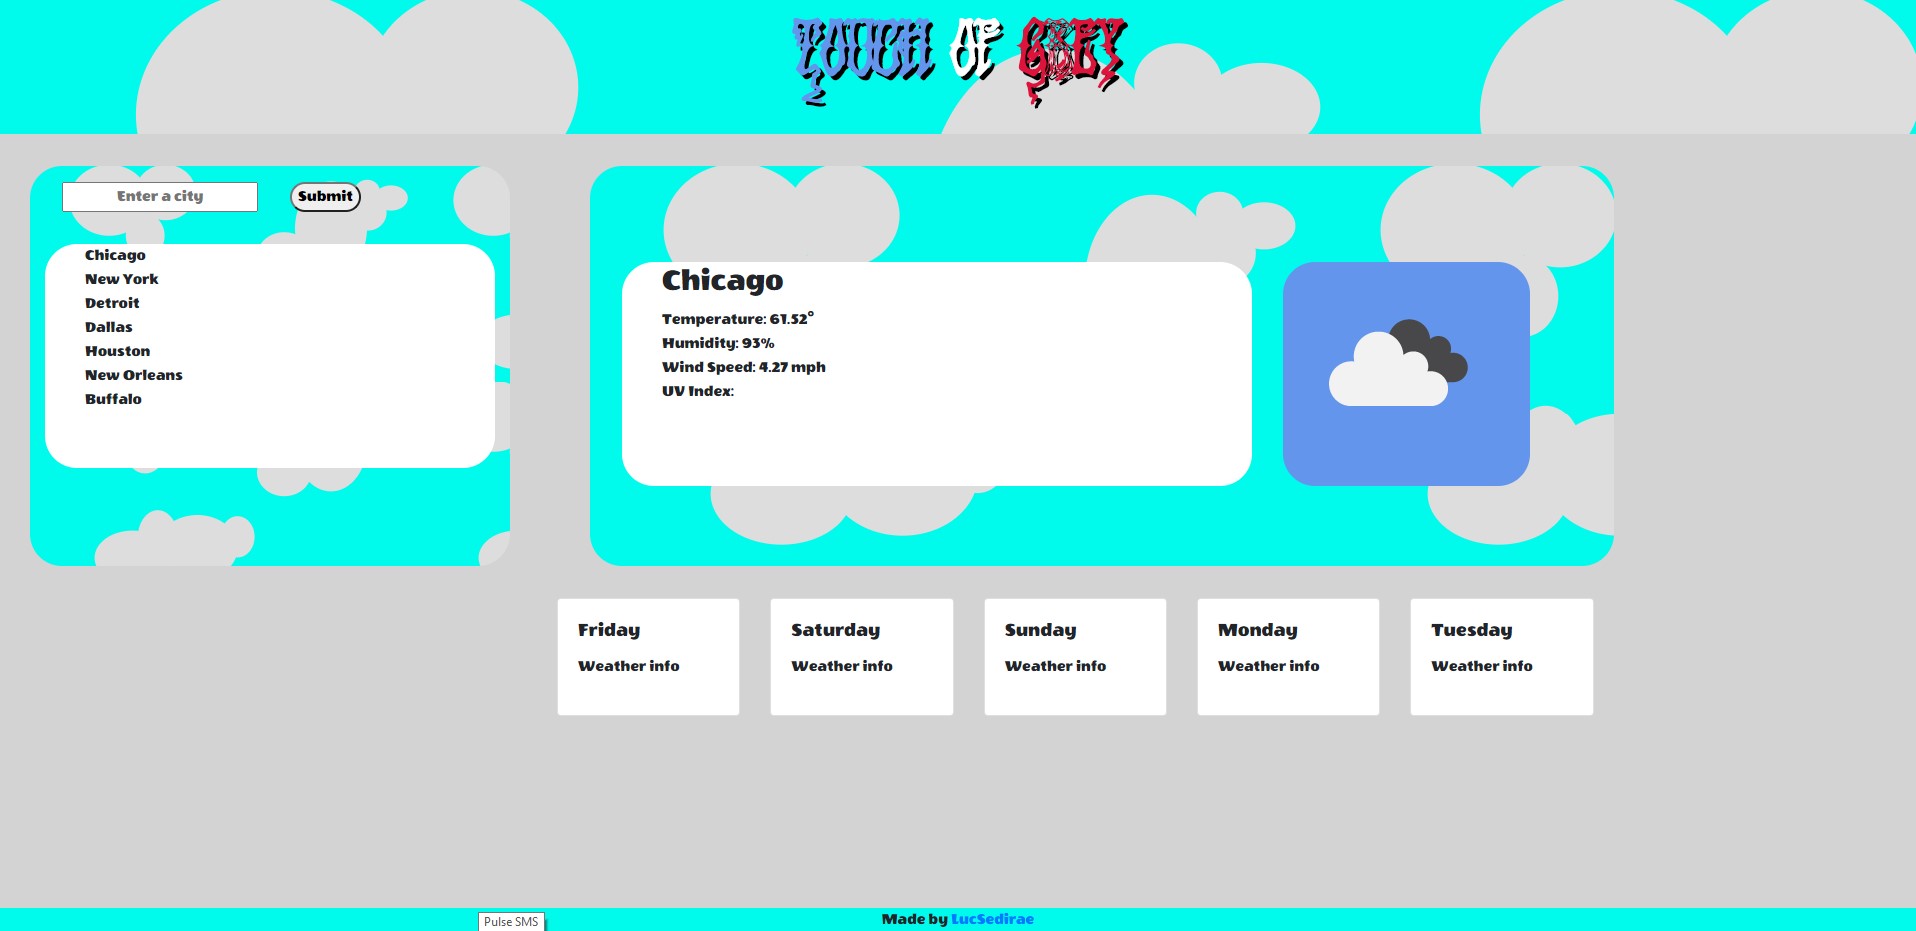 TOUCH OF GREY
Enter a city
Submit
Chicago
New York
Detroit
Dallas
Houston
New Orleans
Buffalo
Chicago
Temperature: 61.52°
Humidity: 93%
Wind Speed: 4.27 mph
UV Index:
Friday
Weather info
Saturday
Weather info
Sunday
Weather info
Monday
Weather info
Tuesday
Weather info
Made by LucSedirae
Pulse SMS